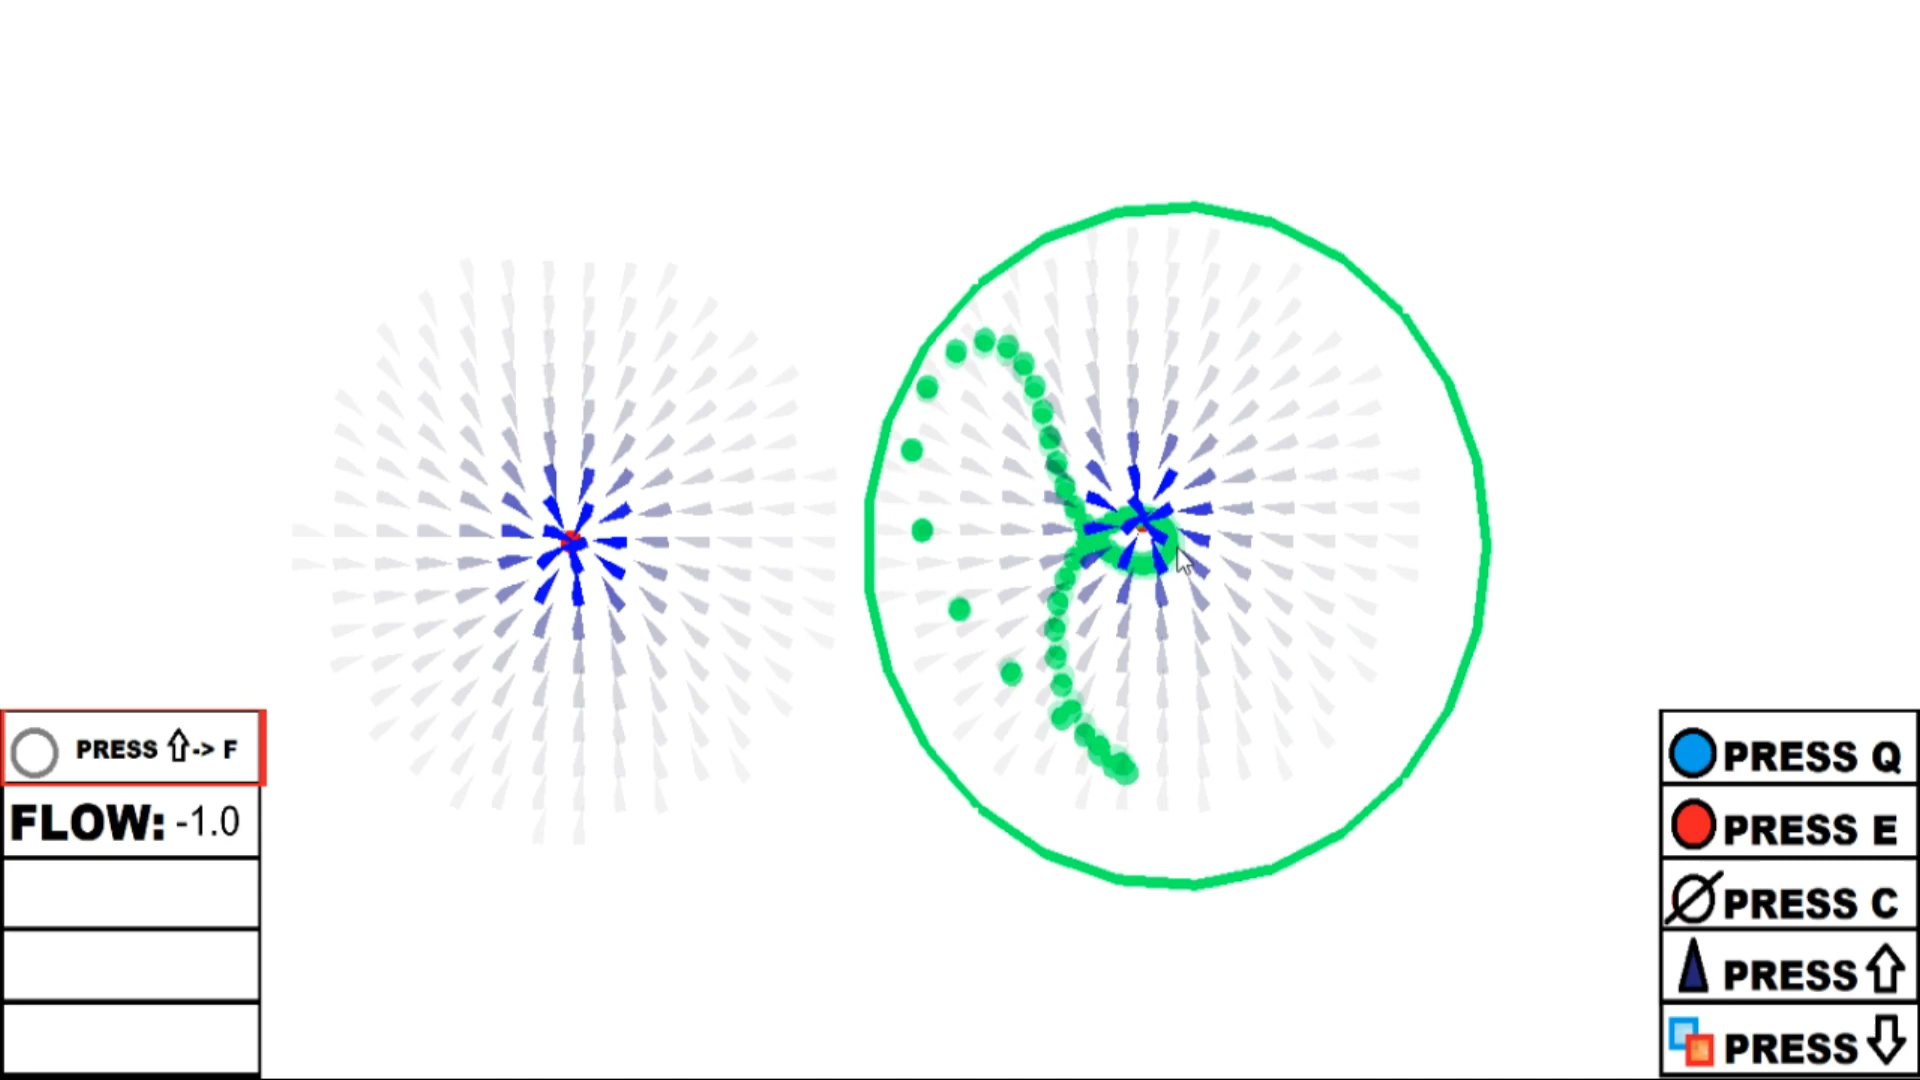 PRESS ⇧-> F
FLOW: -1.0
PRESS Q
PRESS E
PRESS C
PRESS ⇧
PRESS ⇩